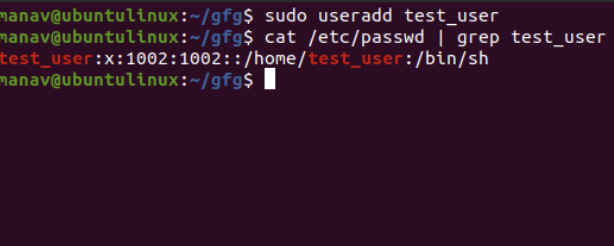 manav@ubuntulinux:~/gfg$ sudo useradd test_user
manav@ubuntulinux:~/gfg$ cat /etc/passwd | grep test_user
test_user:x:1002:1002::/home/test_user:/bin/sh
manav@ubuntulinux:~/gfg$